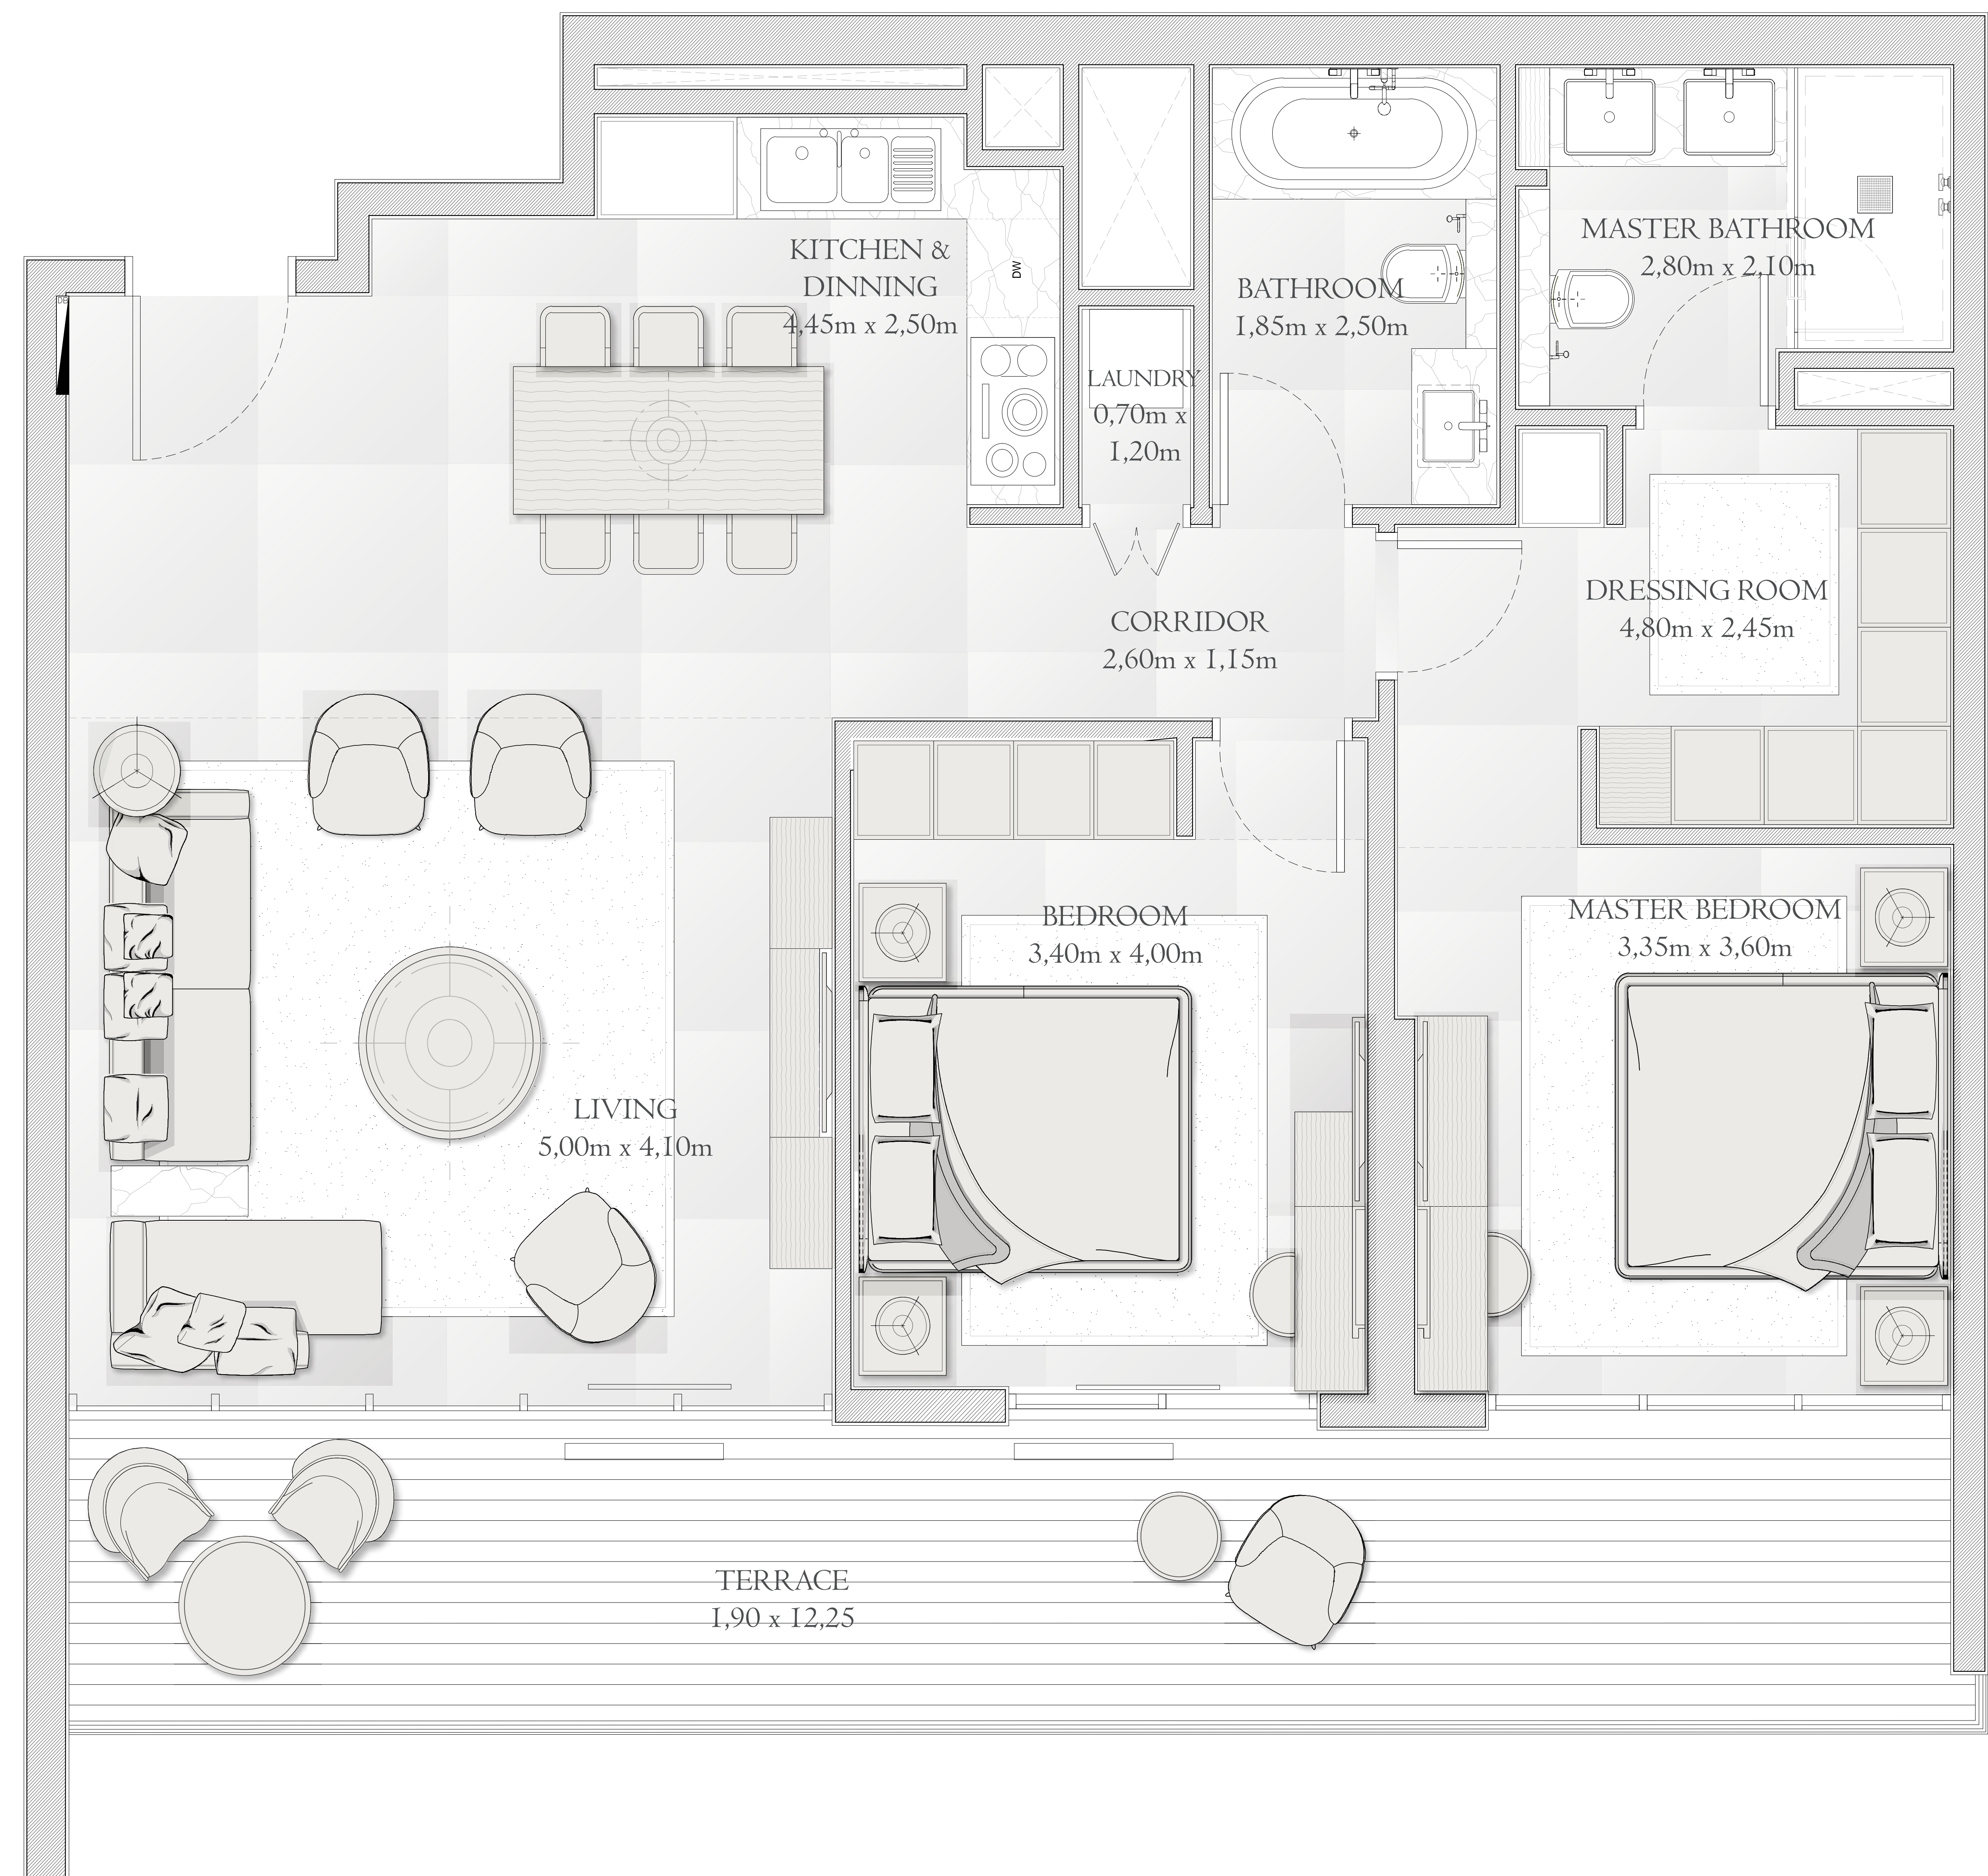 KITCHEN &
DINNING
4,45m x 2,50m
MASTER BATHROOM
2,80m x 2,10m
BATHROOM
1,85m x 2,50m
DW
LAUNDRY
0,70m x
1,20m
DRESSING ROOM
4,80m x 2,45m
CORRIDOR
2,60m x 1,15m
BEDROOM
3,40m x 4,00m
MASTER BEDROOM
3,35m x 3,60m
LIVING
5,00m x 4,10m
TERRACE
1,90 x 12,25